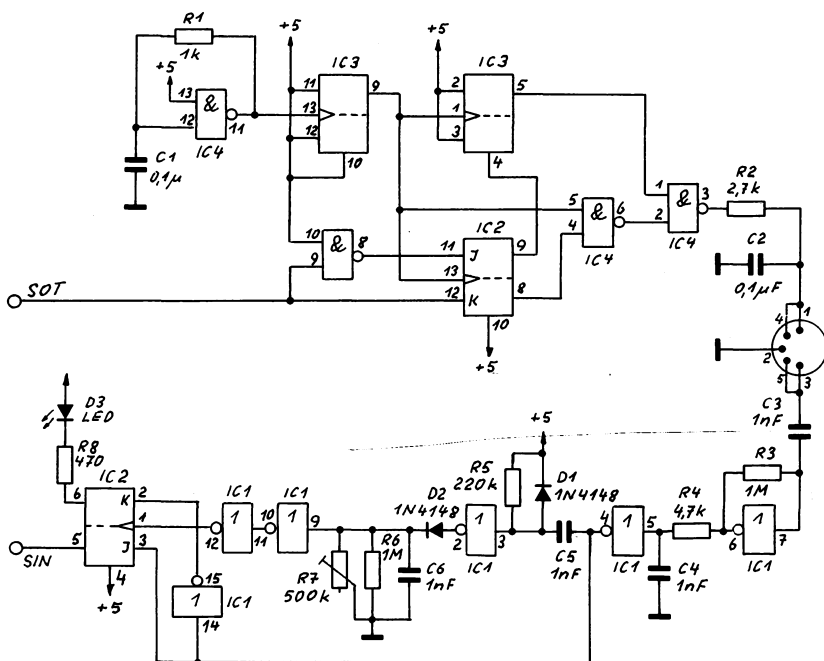 R1
1k
+5
13
12
&
11
IC4
C1
0,1µ
+5
IC3
11
13
12
9
10
+5
IC3
2
1
3
5
4
10
9
&
8
IC2
11
J
13
12
K
9
8
10
+5
5
4
&
6
IC4
1
2
&
3
IC4
R2
2,7k
C2
0,1µF
SOT
4
1
2
5
3
C3
1nF
D3
LED
R8
470
IC2
6
K
2
1
5
J
3
4
+5
SIN
IC1
1
12
IC1
10
1
11
9
15
1
IC1
14
R7
500k
R6
1M
C6
1nF
D2
1N4148
2
1
3
IC1
R5
220k
+5
D1
1N4148
C5
1nF
4
1
5
IC1
R4
4,7k
C4
1nF
R3
1M
6
1
7
IC1